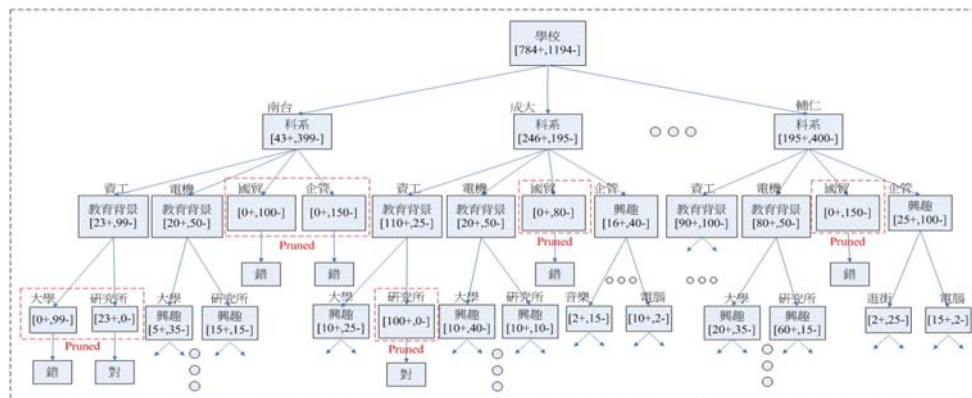 學校
[784+,1194-]
南台
成大
輔仁
科系
[43+,399-]
科系
[246+,195-]
科系
[195+,400-]
資工
電機
國貿
企管
資工
電機
國貿
企管
資工
電機
國貿
企管
教育背景
[23+,99-]
教育背景
[20+,50-]
[0+,100-]
[0+,150-]
教育背景
[110+,25-]
教育背景
[20+,50-]
[0+,80-]
興趣
[16+,40-]
教育背景
[90+,100-]
教育背景
[80+,50-]
[0+,150-]
興趣
[25+,100-]
Pruned
Pruned
Pruned
錯
錯
錯
錯
大學
研究所
大學
研究所
大學
研究所
大學
研究所
音樂
電腦
大學
研究所
逛街
電腦
[0+,99-]
[23+,0-]
興趣
[5+,35-]
興趣
[15+,15-]
興趣
[10+,25-]
[100+,0-]
興趣
[10+,40-]
興趣
[10+,10-]
[2+,15-]
[10+,2-]
興趣
[20+,35-]
興趣
[60+,15-]
[2+,25-]
[15+,2-]
Pruned
Pruned
錯
對
對